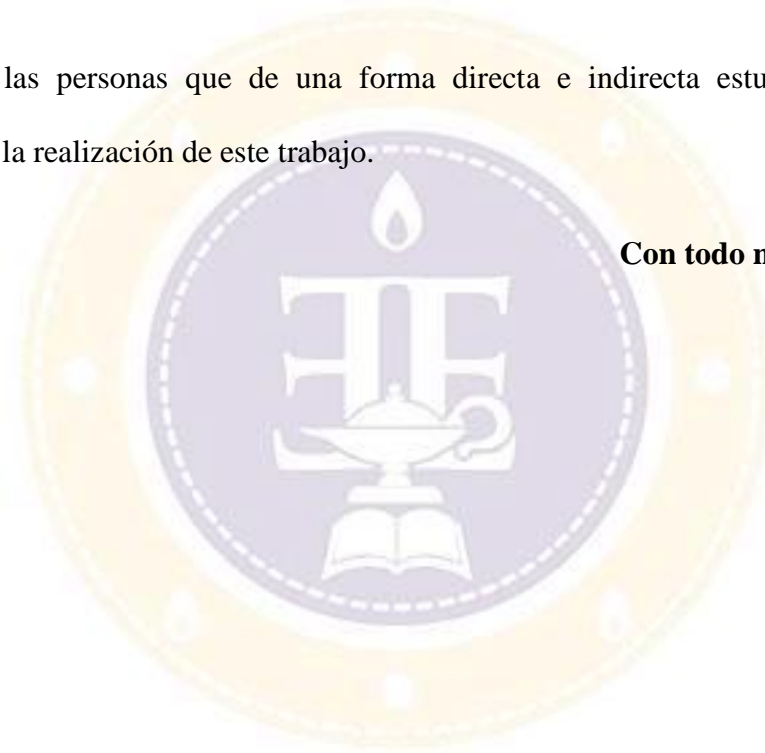 las personas que de una forma directa e indirecta estu
la realización de este trabajo.
Con todo